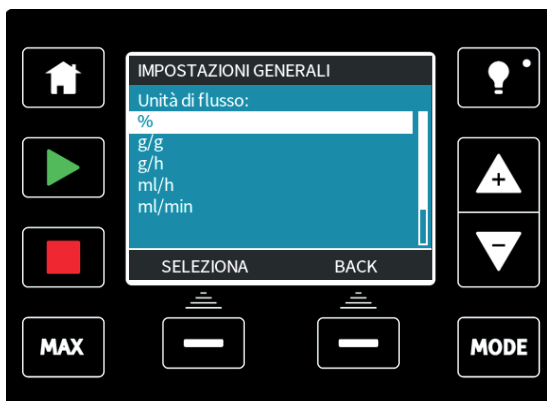 IMPOSTAZIONI GENERALI
Unità di flusso:
%
g/g
g/h
ml/h
ml/min
SELEZIONA BACK
MAX
MODE